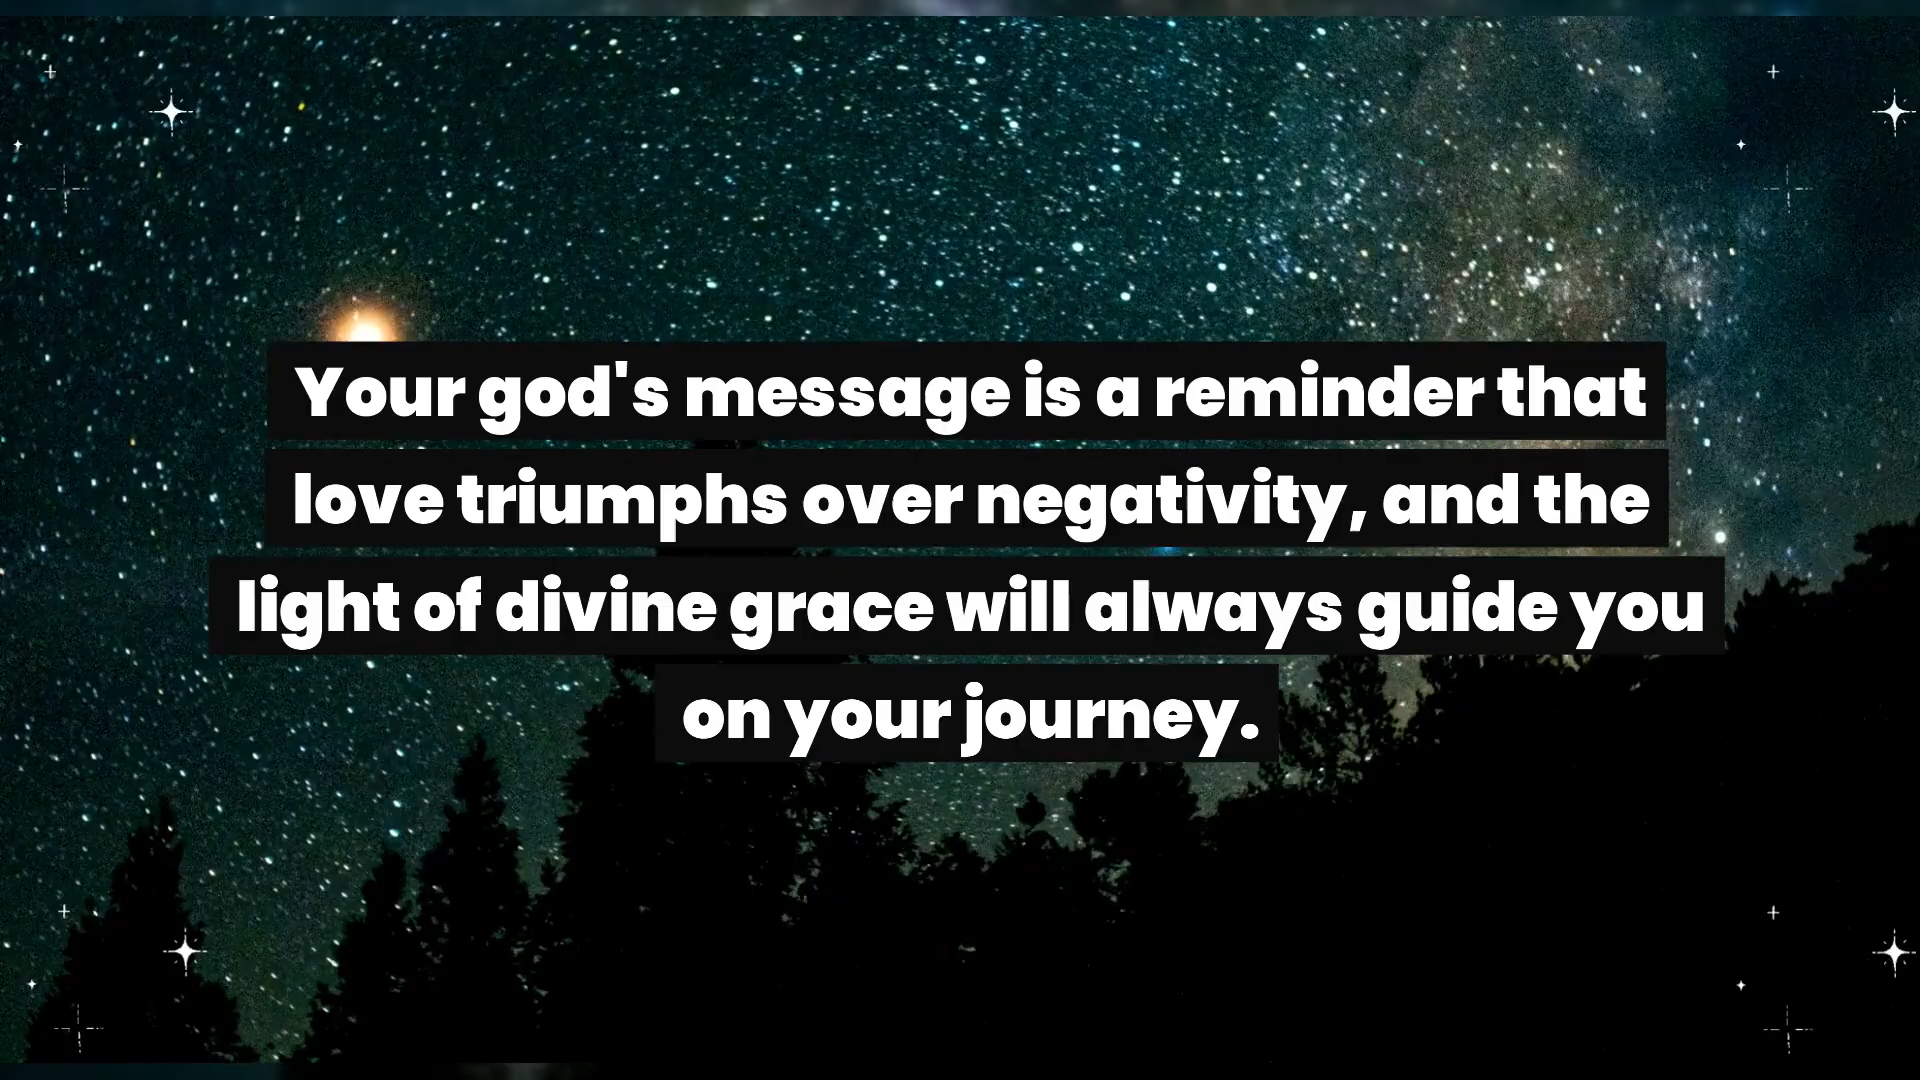 Your god's message is a reminder that
love triumphs over negativity, and the
light of divine grace will always guide you
on your journey.